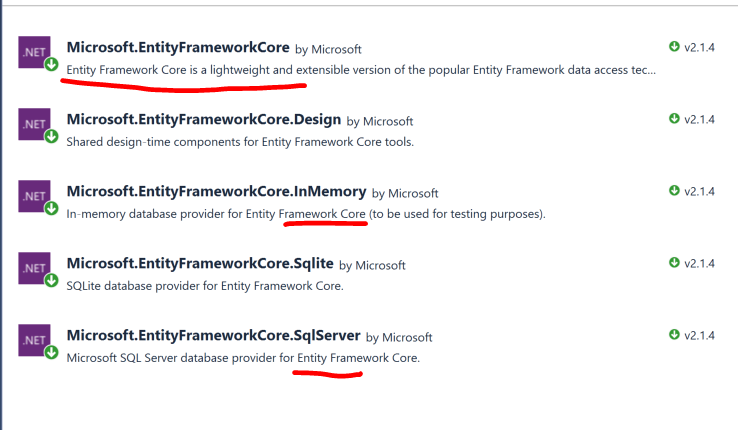 .NET
Microsoft.EntityFrameworkCore by Microsoft v2.1.4
Entity Framework Core is a lightweight and extensible version of the popular Entity Framework data access tec...
.NET
Microsoft.EntityFrameworkCore.Design by Microsoft v2.1.4
Shared design-time components for Entity Framework Core tools.
.NET
Microsoft.EntityFrameworkCore.InMemory by Microsoft v2.1.4
In-memory database provider for Entity Framework Core (to be used for testing purposes).
.NET
Microsoft.EntityFrameworkCore.Sqlite by Microsoft v2.1.4
SQLite database provider for Entity Framework Core.
.NET
Microsoft.EntityFrameworkCore.SqlServer by Microsoft v2.1.4
Microsoft SQL Server database provider for Entity Framework Core.